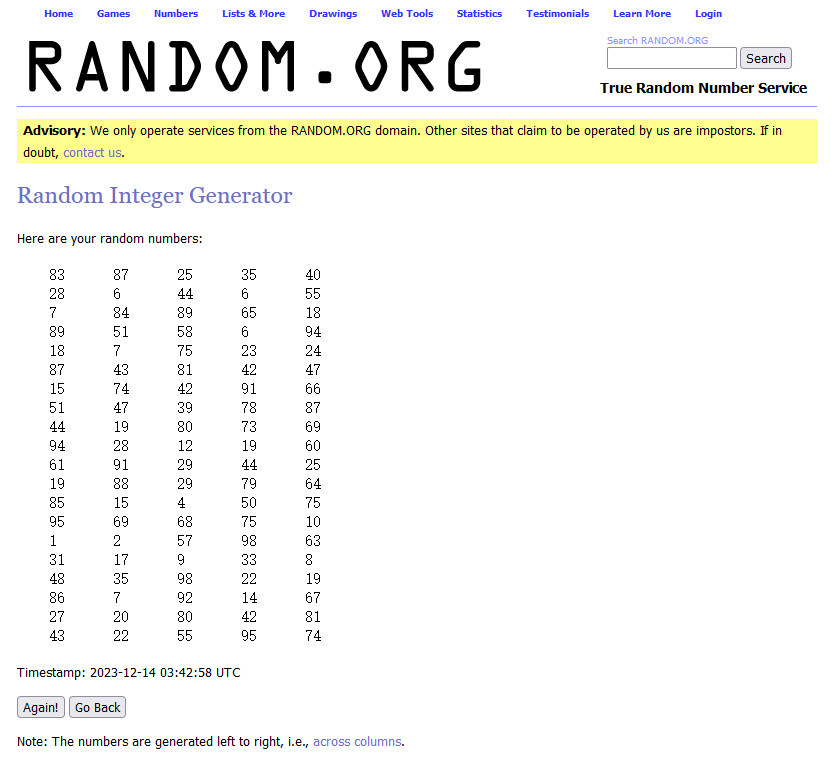 Home Games Numbers Lists & More Drawings Web Tools Statistics Testimonials Learn More Login
RANDOM.ORG
Search RANDOM.ORG
Search
True Random Number Service
Advisory: We only operate services from the RANDOM.ORG domain. Other sites that claim to be operated by us are impostors. If in
doubt, contact us.
Random Integer Generator
Here are your random numbers:
83 87 25 35 40
28 6 44 6 55
7 84 89 65 18
89 51 58 6 94
18 7 75 23 24
87 43 81 42 47
15 74 42 91 66
51 47 39 78 87
44 19 80 73 69
94 28 12 19 60
61 91 29 44 25
19 88 29 79 64
85 15 4 50 75
95 69 68 75 10
1 2 57 98 63
31 17 9 33 8
48 35 98 22 19
86 7 92 14 67
27 20 80 42 81
43 22 55 95 74
Timestamp: 2023-12-14 03:42:58 UTC
Again! Go Back
Note: The numbers are generated left to right, i.e., across columns.